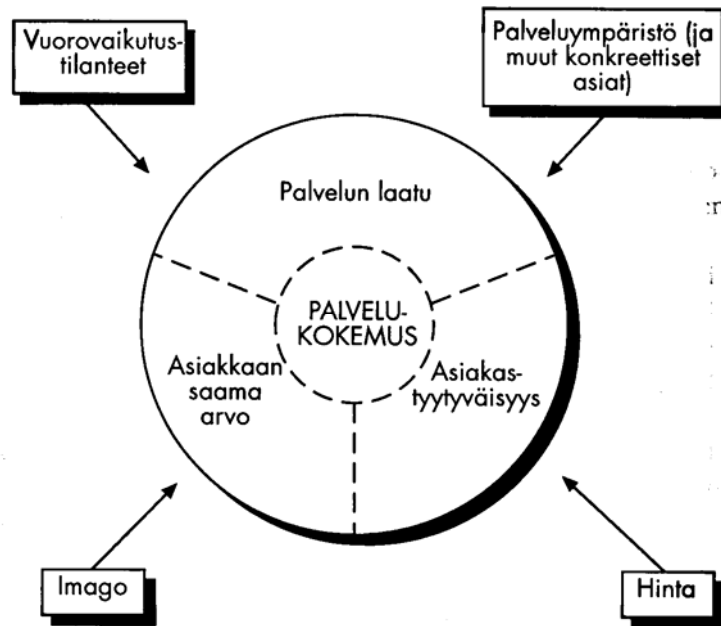 Vuorovaikutus-
tilanteet
Palveluympäristö (ja
muut konkreettiset
asiat)
Palvelun laatu
PALVELU-
KOKEMUS
Asiakkaan
saama
arvo
Asiakas-
tyytyväisyys
Imago
Hinta